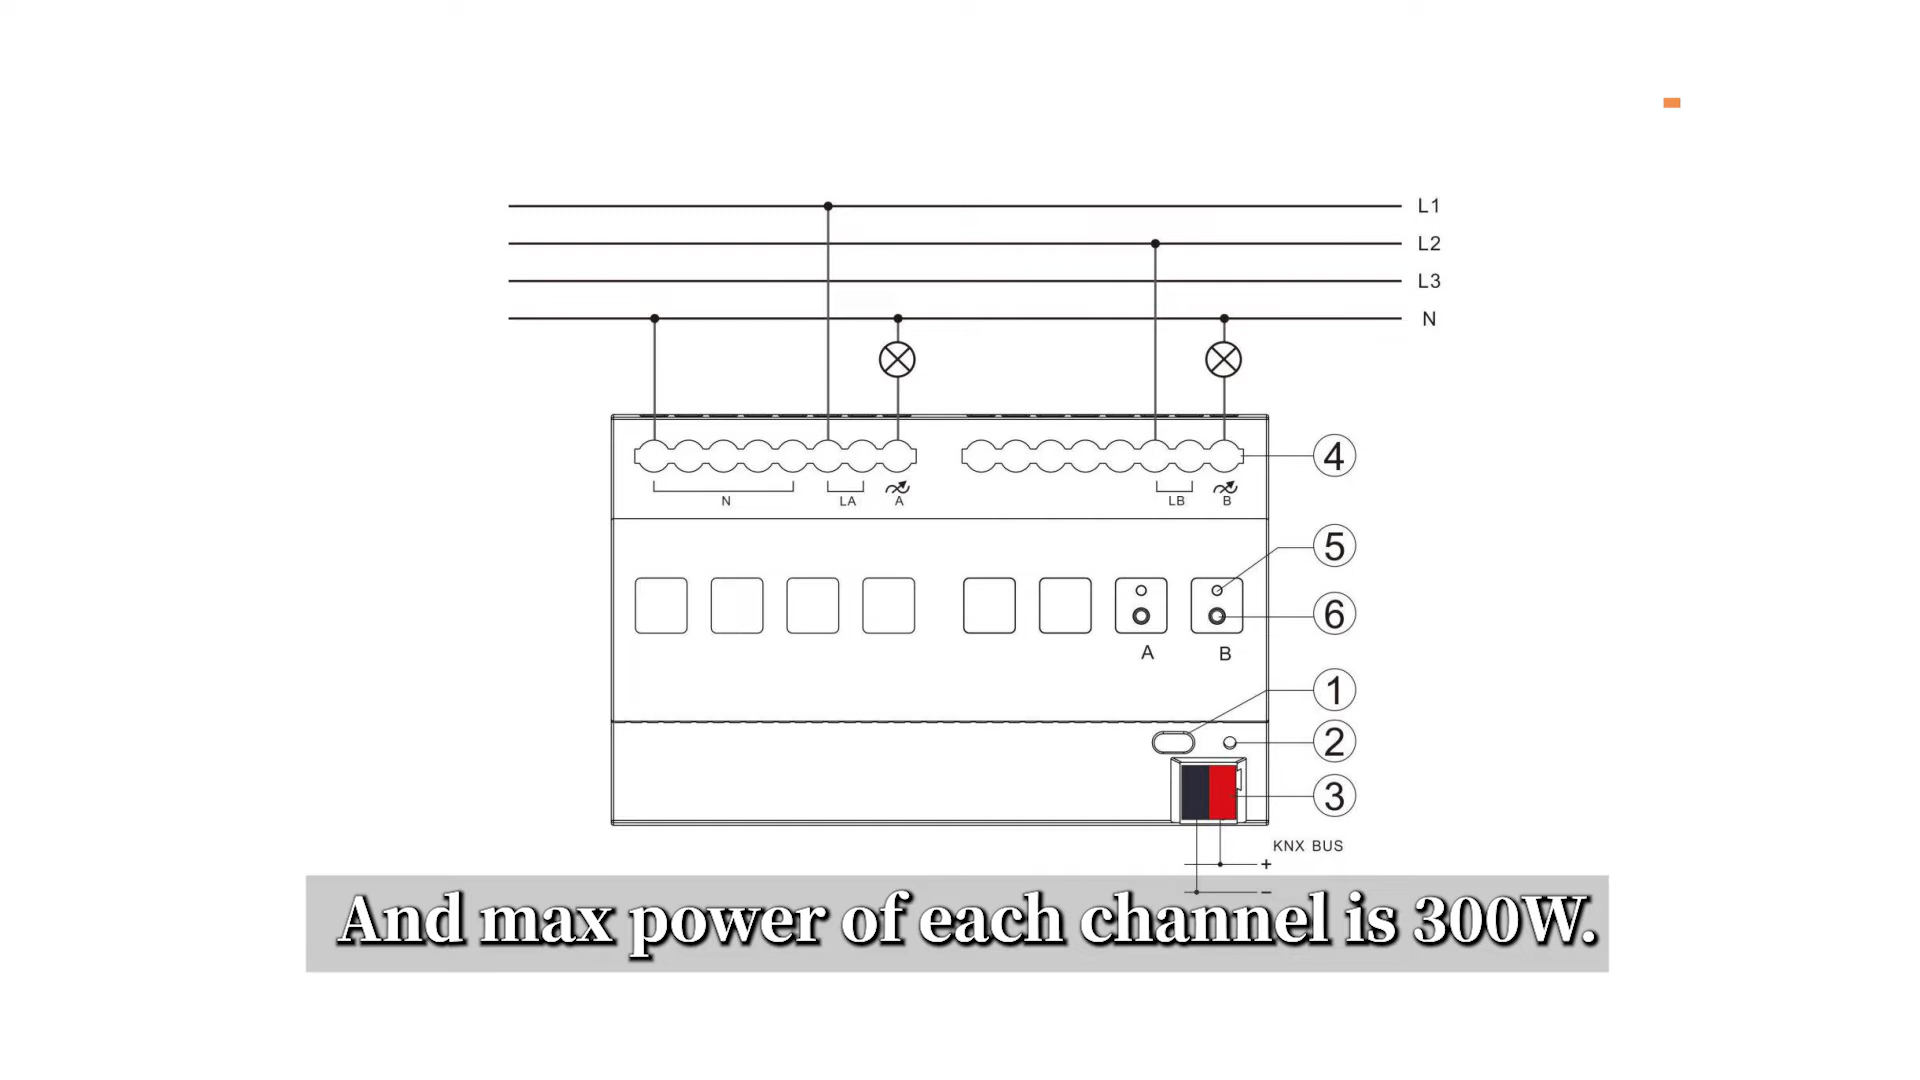 L1
L2
L3
N
4
N
LA
A
LB
B
5
6
A
B
1
2
3
KNX BUS
+
−
And max power of each channel is 300W.